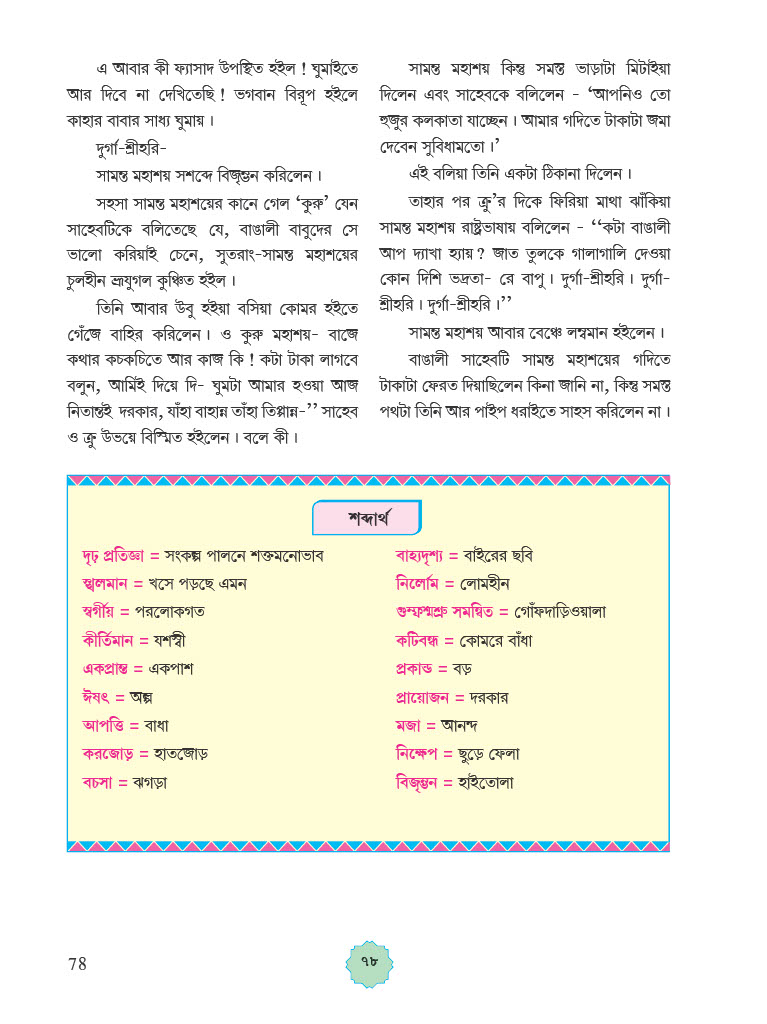 এ আবার কী ফ্যাসাদ উপস্থিত হইল ! ঘুমাইতে
আর দিবে না দেখিতেছি ! ভগবান বিরূপ হইলে
কাহার বাবার সাধ্য ঘুমায় ।
দুর্গা-শ্রীহরি-
সামন্ত মহাশয় সশব্দে বিজৃম্ভন করিলেন ।
সহসা সামন্ত মহাশয়ের কানে গেল ‘কুরু’ যেন
সাহেবটিকে বলিতেছে যে, বাঙালী বাবুদের সে
ভালো করিয়াই চেনে, সুতরাং-সামন্ত মহাশয়ের
চুলহীন ভ্রূযুগল কুঞ্চিত হইল ।
তিনি আবার উবু হইয়া বসিয়া কোমর হইতে
গেঁজে বাহির করিলেন । ও কুরু মহাশয়- বাজে
কথার কচকচিতে আর কাজ কি ! কটা টাকা লাগবে
বলুন, আমিই দিয়ে দি- ঘুমটা আমার হওয়া আজ
নিতান্তই দরকার, যাঁহা বাহান্ন তাঁহা তিপ্পান্ন-’’ সাহেব
ও ক্রু উভয়ে বিস্মিত হইলেন । বলে কী ।
সামন্ত মহাশয় কিন্তু সমস্ত ভাড়াটা মিটাইয়া
দিলেন এবং সাহেবকে বলিলেন - ‘আপনিও তো
হুজুর কলকাতা যাচ্ছেন । আমার গদিতে টাকাটা জমা
দেবেন সুবিধামতো ।’
এই বলিয়া তিনি একটা ঠিকানা দিলেন ।
তাহার পর ক্রু’র দিকে ফিরিয়া মাথা ঝাঁকিয়া
সামন্ত মহাশয় রাষ্ট্রভাষায় বলিলেন - ‘‘কটা বাঙালী
আপ দ্যাখা হ্যায় ? জাত তুলকে গালাগালি দেওয়া
কোন দিশি ভদ্রতা- রে বাপু । দুর্গা-শ্রীহরি । দুর্গা-
শ্রীহরি । দুর্গা-শ্রীহরি ।’’
সামন্ত মহাশয় আবার বেঞ্চে লম্বমান হইলেন ।
বাঙালী সাহেবটি সামন্ত মহাশয়ের গদিতে
টাকাটা ফেরত দিয়াছিলেন কিনা জানি না, কিন্তু সমস্ত
পথটা তিনি আর পাইপ ধরাইতে সাহস করিলেন না ।
শব্দার্থ
দৃঢ় প্রতিজ্ঞা = সংকল্প পালনে শক্তমনোভাব
স্খলমান = খসে পড়ছে এমন
স্বর্গীয় = পরলোকগত
কীর্তিমান = যশস্বী
একপ্রান্ত = একপাশ
ঈষৎ = অল্প
আপত্তি = বাধা
করজোড় = হাতজোড়
বচসা = ঝগড়া
বাহ্যদৃশ্য = বাইরের ছবি
নির্লোম = লোমহীন
গুম্ফশ্মশ্রু সমন্বিত = গোঁফদাড়িওয়ালা
কটিবন্ধ = কোমরে বাঁধা
প্রকান্ড = বড়
প্রায়োজন = দরকার
মজা = আনন্দ
নিক্ষেপ = ছুড়ে ফেলা
বিজৃম্ভন = হাইতোলা
78
৭৮